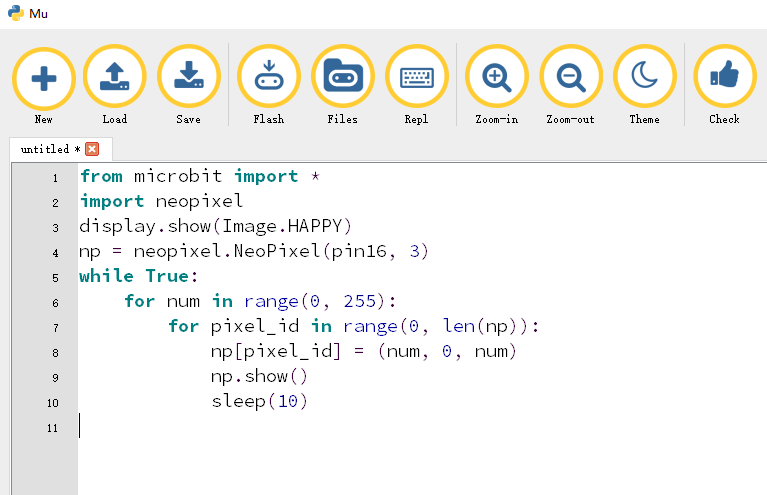 Mu
New Load Save Flash Files Repl Zoom-in Zoom-out Theme Check
untitled *
1 from microbit import *
2 import neopixel
3 display.show(Image.HAPPY)
4 np = neopixel.NeoPixel(pin16, 3)
5 while True:
6     for num in range(0, 255):
7         for pixel_id in range(0, len(np)):
8             np[pixel_id] = (num, 0, num)
9             np.show()
10             sleep(10)
11